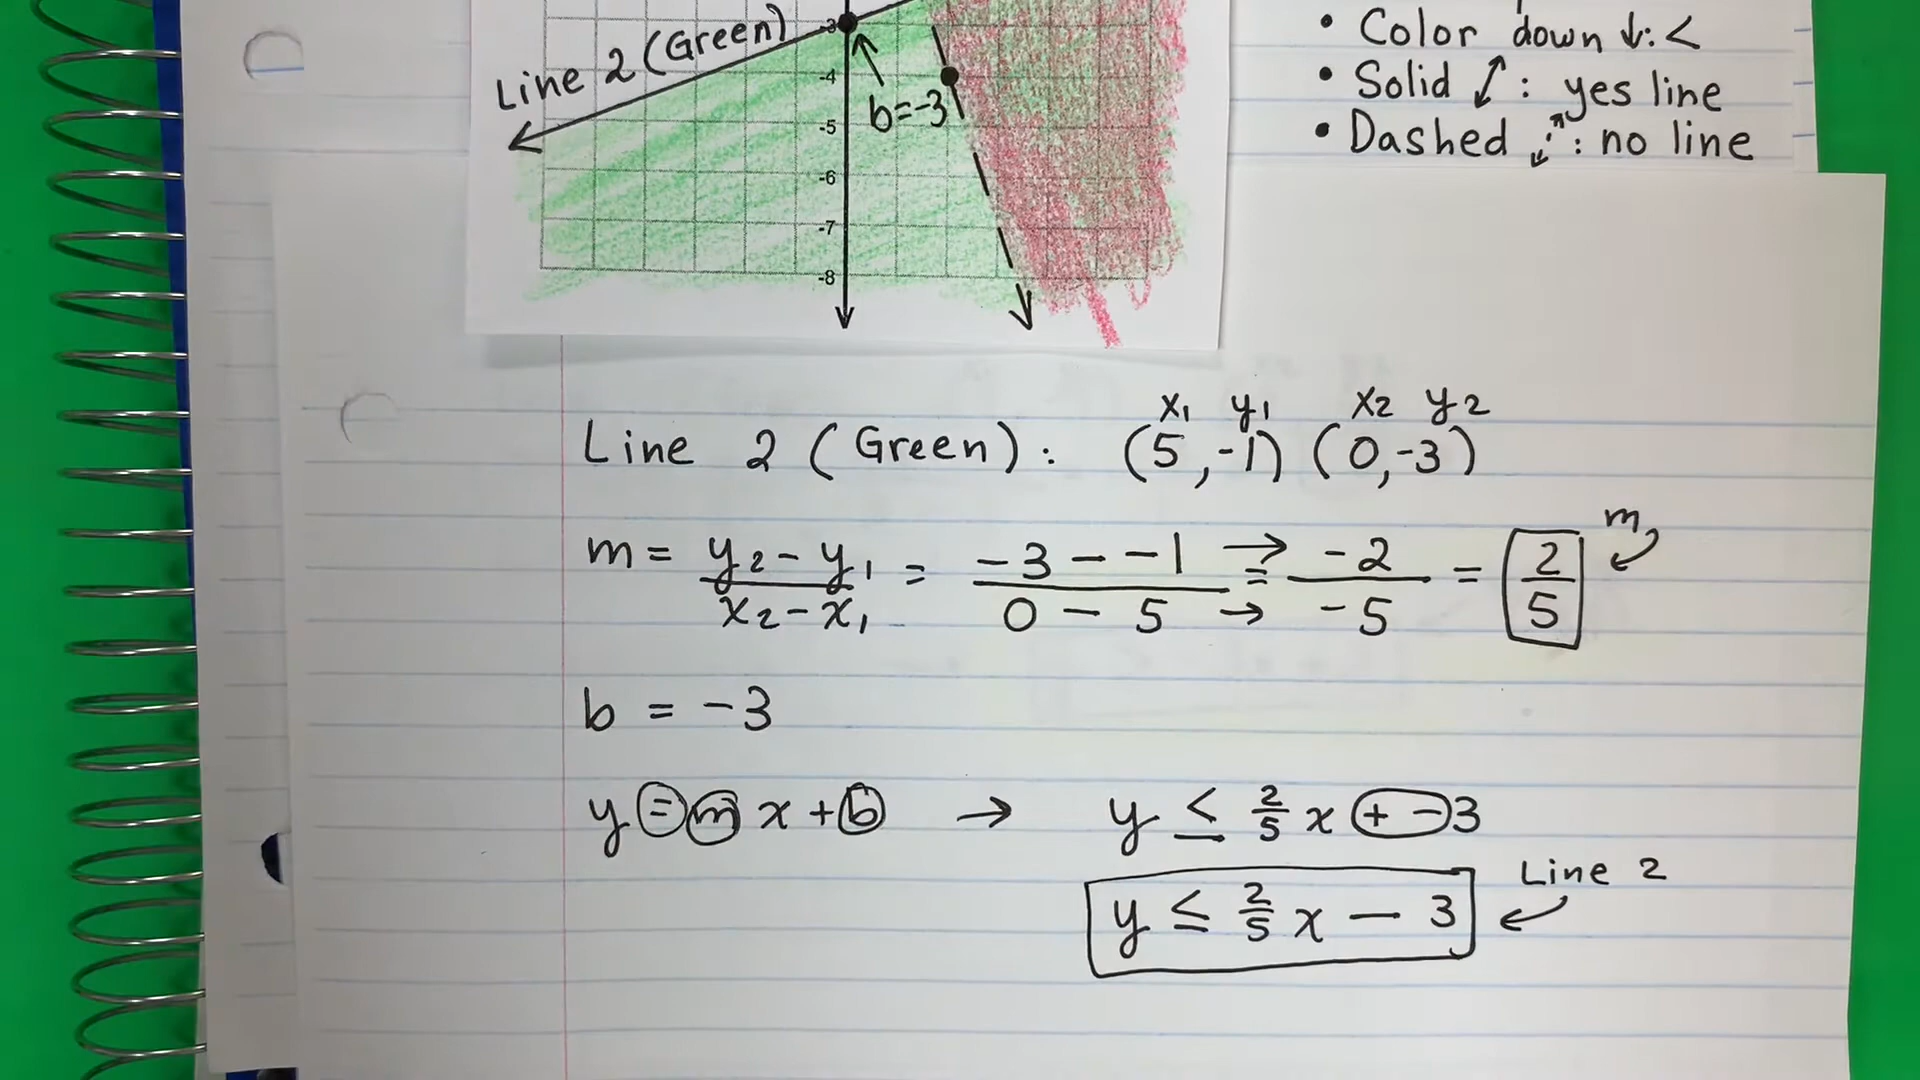 • Color down ↓: <
• Solid ↗↙: yes line
• Dashed ↗↙: no line
Line 2 (Green)
-3
-4
b=-3
-5
-6
-7
-8
x₁ y₁ x₂ y₂
Line 2 (Green): (5,-1) (0,-3)
m = (y₂ - y₁)/(x₂ - x₁) = (-3 - -1)/(0 - 5) →→ = -2/-5 = 2/5 m
b = -3
y = mx + b → y ≤ 2/5 x + -3
Line 2
y ≤ 2/5 x - 3